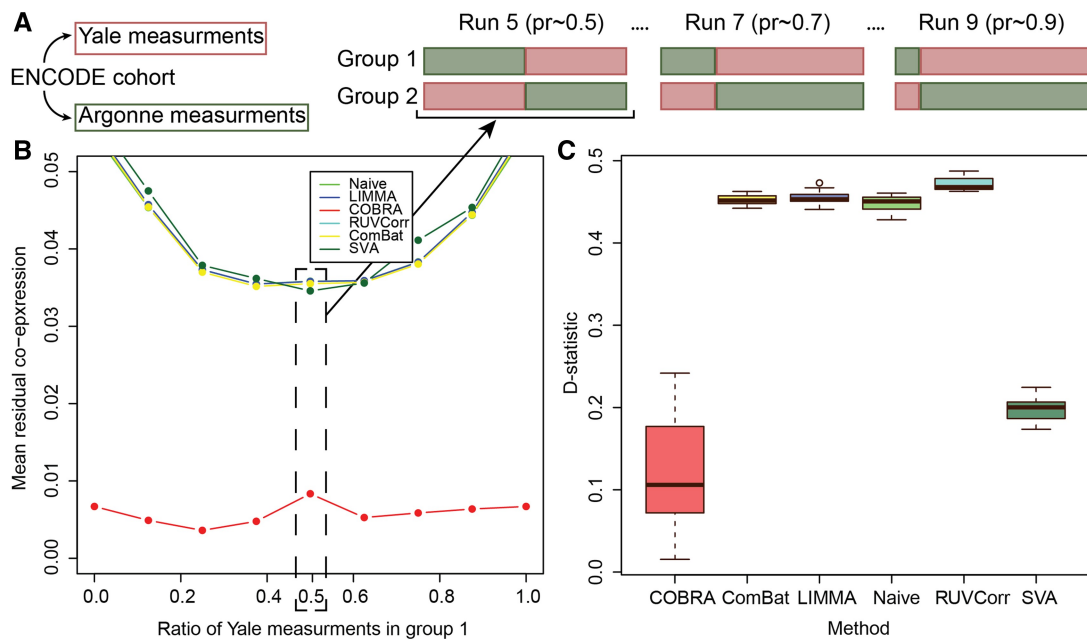 A
Yale measurments
ENCODE cohort
Argonne measurments
Run 5 (pr~0.5)
....
Run 7 (pr~0.7)
....
Run 9 (pr~0.9)
Group 1
Group 2
B
Mean residual co-epxression
0.05
0.04
0.03
0.02
0.01
0.00
Naive
LIMMA
COBRA
RUVCorr
ComBat
SVA
0.0
0.2
0.4
0.5
0.6
0.8
1.0
Ratio of Yale measurments in group 1
C
D-statistic
0.5
0.4
0.3
0.2
0.1
0.0
COBRA
ComBat
LIMMA
Naive
RUVCorr
SVA
Method